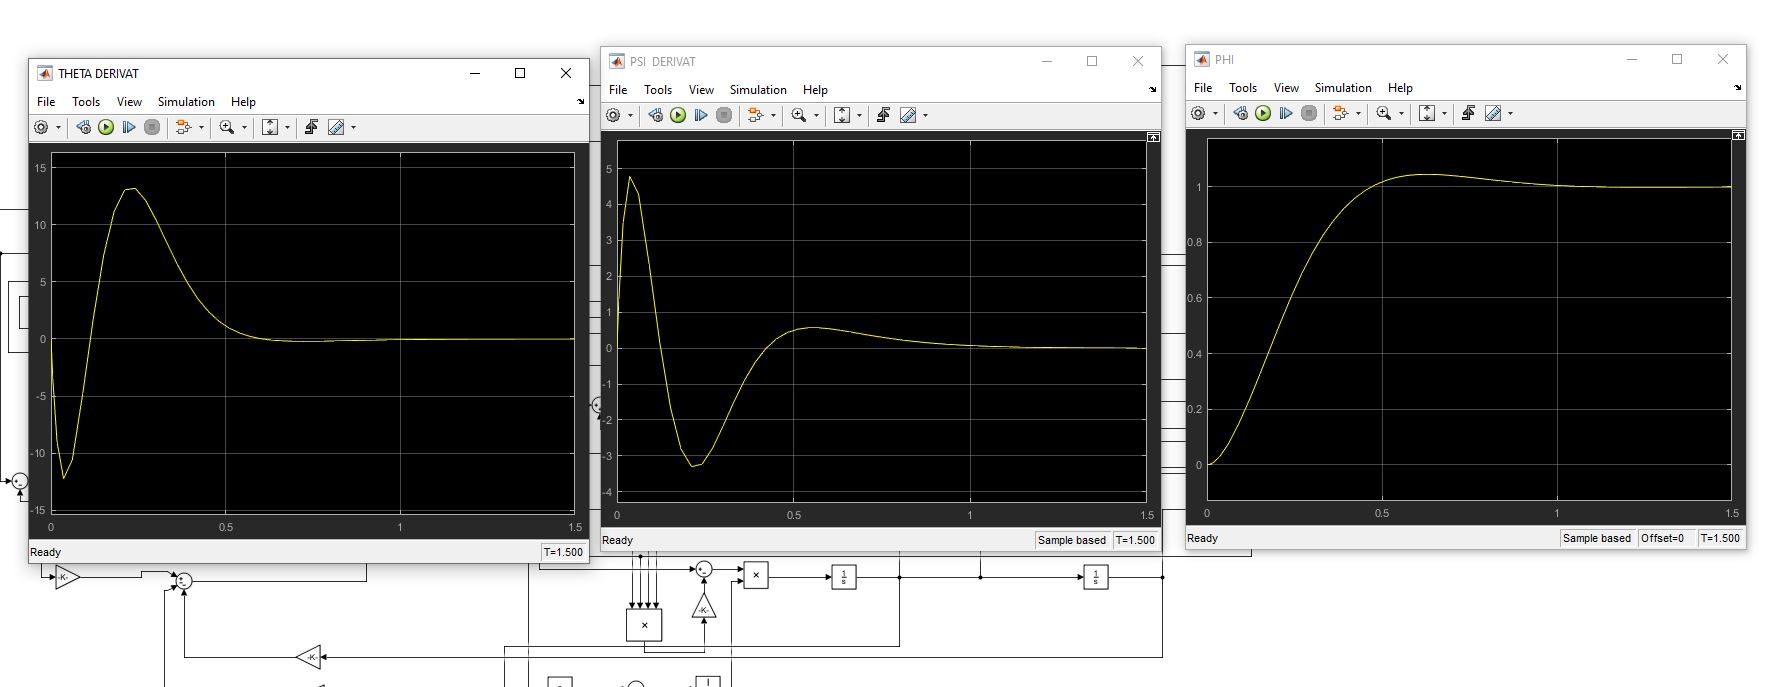 THETA DERIVAT
File Tools View Simulation Help
15
10
5
0
-5
-10
-15
0 0.5 1 1.5
Ready T=1.500
PSI DERIVAT
File Tools View Simulation Help
5
4
3
2
1
0
-1
-2
-3
-4
0 0.5 1 1.5
Ready Sample based T=1.500
PHI
File Tools View Simulation Help
1
0.8
0.6
0.4
0.2
0
0 0.5 1 1.5
Ready Sample based Offset=0 T=1.500
-K-
×
1
s
1
s
-K-
×
-K-